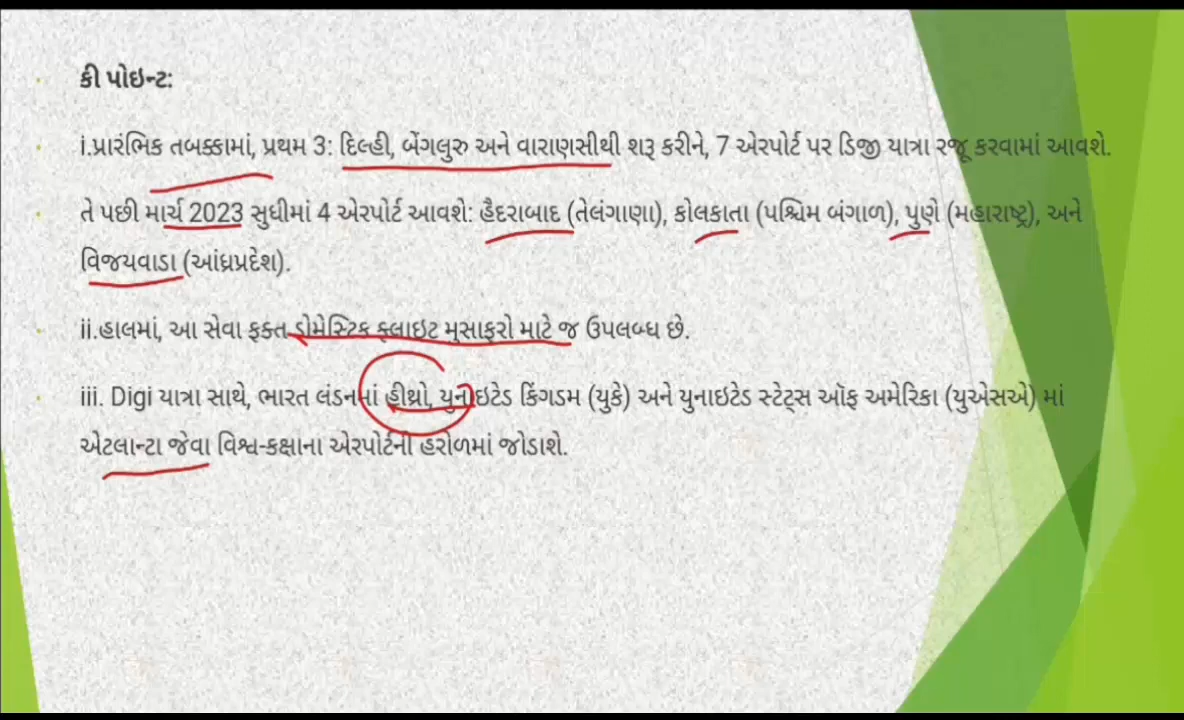 કી પોઇન્ટ:
i.પ્રારંભિક તબક્કામાં, પ્રથમ 3: દિલ્હી, બેંગલુરુ અને વારાણસીથી શરૂ કરીને, 7 એરપોર્ટ પર ડિજી યાત્રા રજૂ કરવામાં આવશે.
તે પછી માર્ચ 2023 સુધીમાં 4 એરપોર્ટ આવશે: હૈદરાબાદ (તેલંગાણા), કોલકાતા (પશ્ચિમ બંગાળ), પુણે (મહારાષ્ટ્ર), અને
વિજયવાડા (આંધ્રપ્રદેશ).
ii.હાલમાં, આ સેવા ફક્ત ડોમેસ્ટિક ફ્લાઇટ મુસાફરો માટે જ ઉપલબ્ધ છે.
iii. Digi યાત્રા સાથે, ભારત લંડનમાં હીથ્રો, યુનાઇટેડ કિંગડમ (યુકે) અને યુનાઇટેડ સ્ટેટ્સ ઑફ અમેરિકા (યુએસએ) માં
એટલાન્ટા જેવા વિશ્વ-કક્ષાના એરપોર્ટની હરોળમાં જોડાશે.